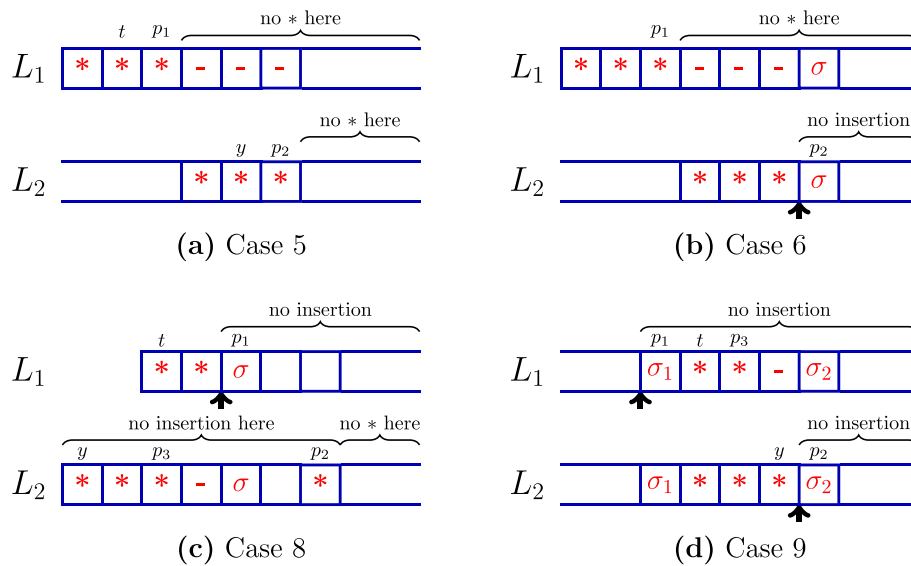 no * here
t p₁
L₁ * * * - - -
no * here
y p₂
L₂ * * *
(a) Case 5
no * here
p₁
L₁ * * * - - - σ
no insertion
p₂
L₂ * * * σ
(b) Case 6
no insertion
t p₁
L₁ * * σ
no insertion here no * here
y p₃ p₂
L₂ * * * - σ *
(c) Case 8
no insertion
p₁ t p₃
L₁ σ₁ * * - σ₂
no insertion
y p₂
L₂ σ₁ * * * σ₂
(d) Case 9